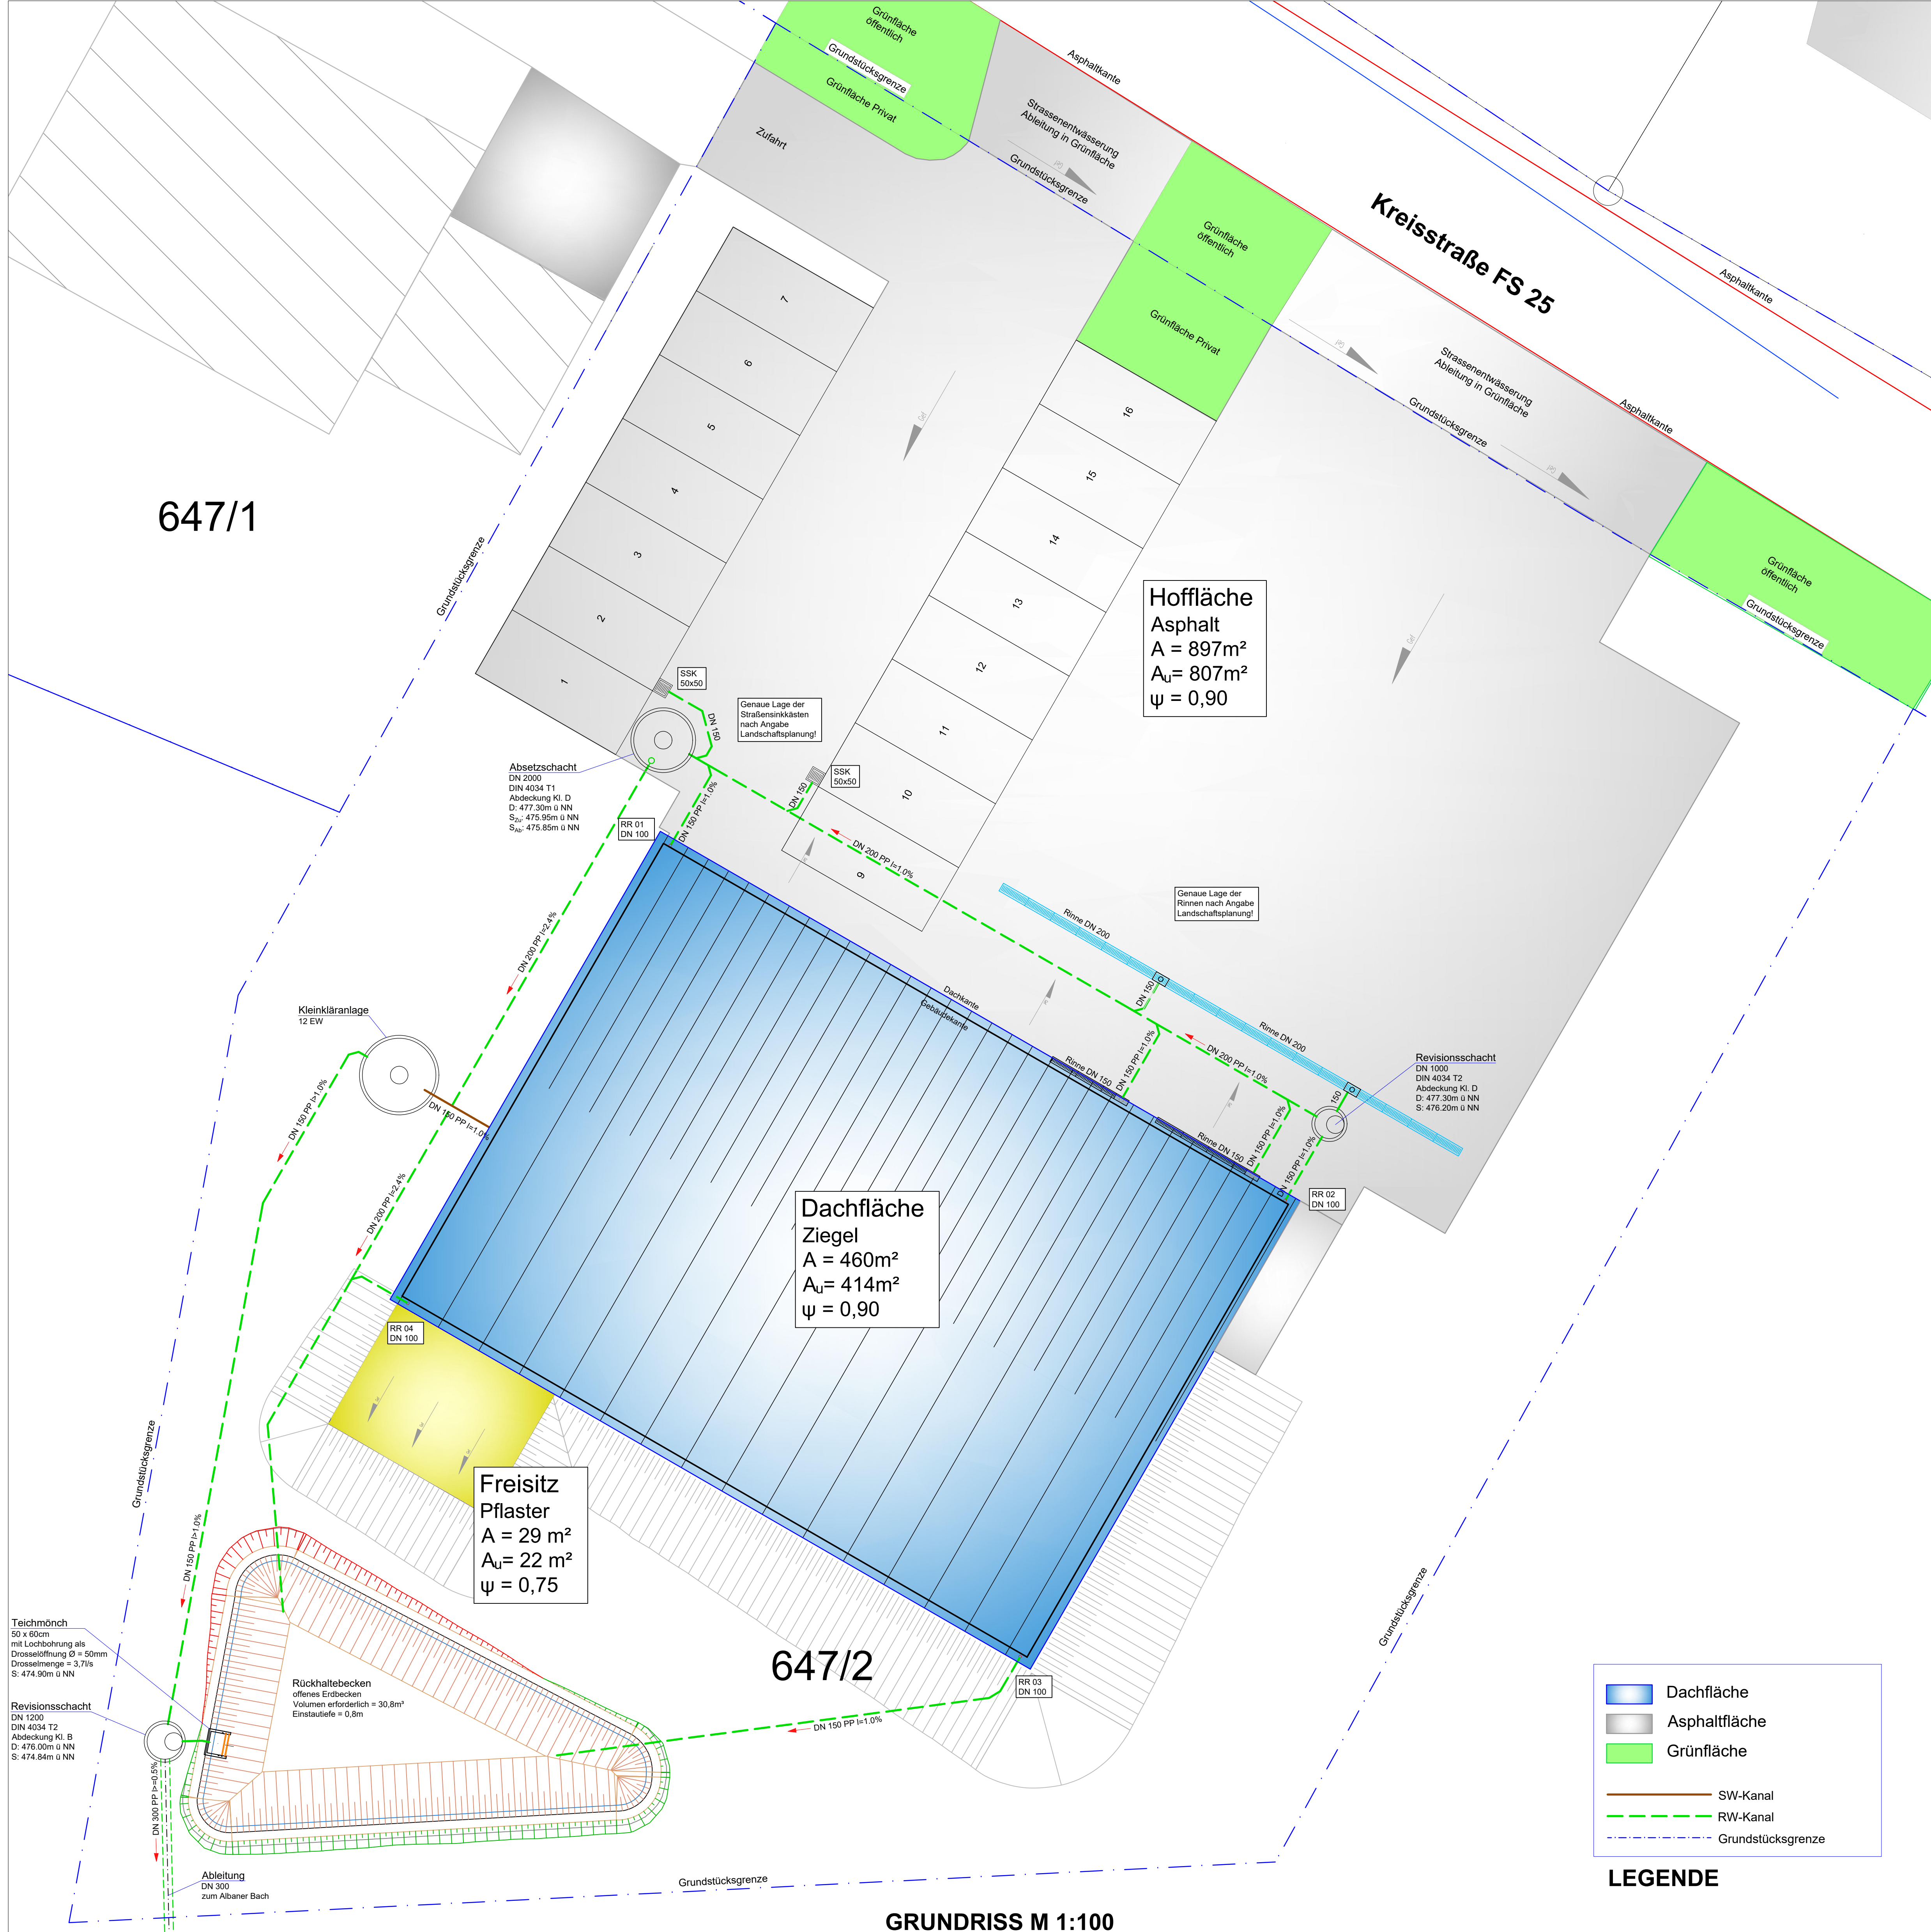 Grünfläche
öffentlich
Grundstücksgrenze
Grünfläche Privat
Zufahrt
Asphaltkante
Strassenentwässerung
Ableitung in Grünfläche
Grundstücksgrenze
Grünfläche
öffentlich
Grünfläche Privat
Kreisstraße FS 25
Asphaltkante
Strassenentwässerung
Ableitung in Grünfläche
Asphaltkante
Grundstücksgrenze
Grünfläche
öffentlich
Grundstücksgrenze
647/1
Grundstücksgrenze
7
6
5
4
3
2
1
16
15
14
13
12
11
10
9
Hoffläche
Asphalt
A = 897m²
Aᵤ= 807m²
ψ = 0,90
SSK
50x50
DN 150
Genaue Lage der
Straßensinkkästen
nach Angabe
Landschaftsplanung!
SSK
50x50
DN 150
Absetzschacht
DN 2000
DIN 4034 T1
Abdeckung Kl. D
D: 477.30m ü NN
S_Zu: 475.95m ü NN
S_Ab: 475.85m ü NN
RR 01
DN 100
DN 150 PP I=1.0%
DN 200 PP I=1.0%
Genaue Lage der
Rinnen nach Angabe
Landschaftsplanung!
Rinne DN 200
DN 150
Rinne DN 200
DN 200 PP I=2.4%
Dachkante
Gebäudekante
Kleinkläranlage
12 EW
DN 150 PP I=1.0%
DN 150 PP I>1.0%
Rinne DN 150
DN 150 PP I=1.0%
DN 200 PP I=1.0%
Rinne DN 150
DN 150 PP I=1.0%
150
DN 150 PP I=1.0%
Revisionsschacht
DN 1000
DIN 4034 T2
Abdeckung Kl. D
D: 477.30m ü NN
S: 476.20m ü NN
RR 02
DN 100
DN 200 PP I=2.4%
Dachfläche
Ziegel
A = 460m²
Aᵤ= 414m²
ψ = 0,90
RR 04
DN 100
Freisitz
Pflaster
A = 29 m²
Aᵤ= 22 m²
ψ = 0,75
Grundstücksgrenze
DN 150 PP I>1.0%
Grundstücksgrenze
Teichmönch
50 x 60cm
mit Lochbohrung als
Drosselöffnung Ø = 50mm
Drosselmenge = 3,7l/s
S: 474.90m ü NN
Revisionsschacht
DN 1200
DIN 4034 T2
Abdeckung Kl. B
D: 476.00m ü NN
S: 474.84m ü NN
Rückhaltebecken
offenes Erdbecken
Volumen erforderlich = 30,8m³
Einstautiefe = 0,8m
647/2
RR 03
DN 100
DN 150 PP I=1.0%
DN 300 PP I>=0.5%
Ableitung
DN 300
zum Albaner Bach
Grundstücksgrenze
Dachfläche
Asphaltfläche
Grünfläche
SW-Kanal
RW-Kanal
Grundstücksgrenze
LEGENDE
GRUNDRISS M 1:100